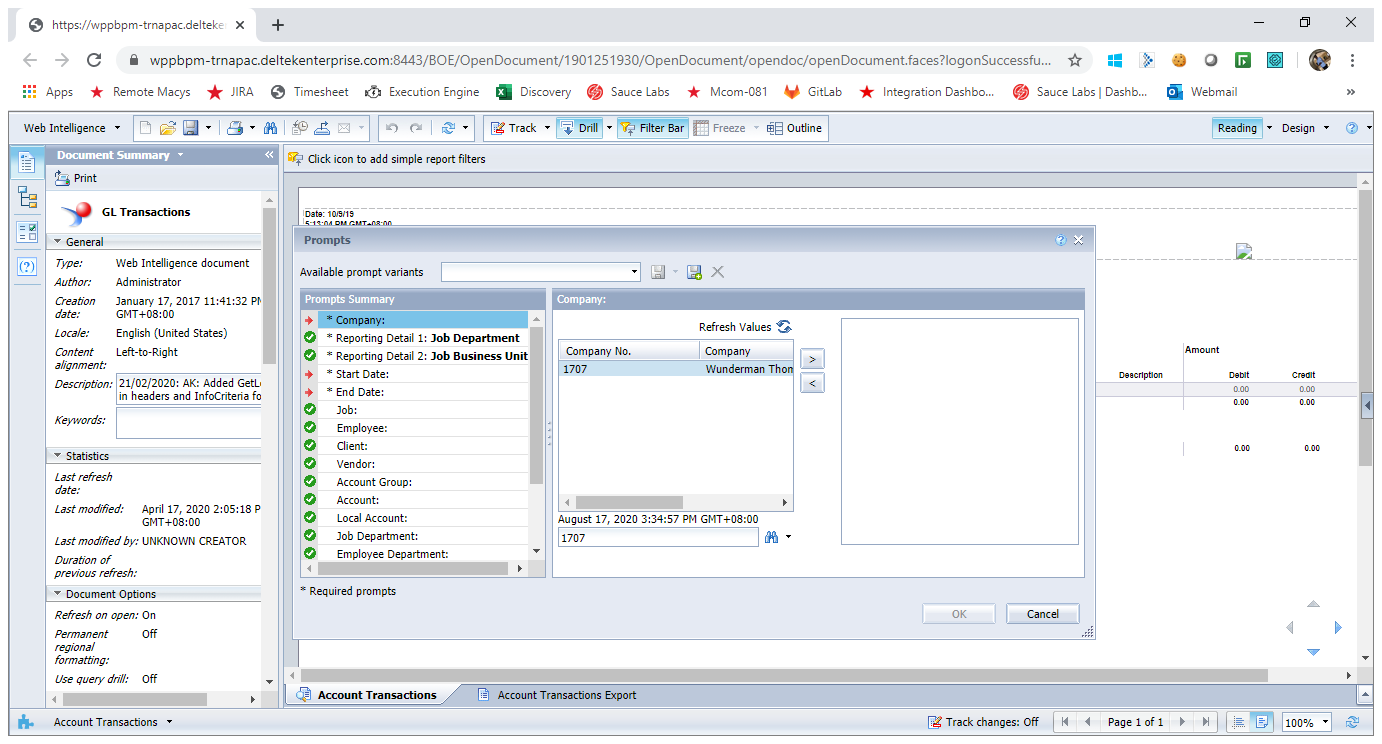 https://wppbpm-trnapac.delteke
wppbpm-trnapac.deltekenterprise.com:8443/BOE/OpenDocument/1901251930/OpenDocument/opendoc/openDocument.faces?logonSuccessfu...
Apps Remote Macys JIRA Timesheet Execution Engine Discovery Sauce Labs Mcom-081 GitLab Integration Dashbo... Sauce Labs | Dashb... Webmail »
Web Intelligence Track Drill Filter Bar Freeze Outline Reading Design
Document Summary «
Click icon to add simple report filters
Print
GL Transactions
General
Type: Web Intelligence document
Author: Administrator
Creation date: January 17, 2017 11:41:32 PM GMT+08:00
Locale: English (United States)
Content alignment: Left-to-Right
Description: 21/02/2020: AK: Added GetLo
in headers and InfoCriteria fo
Keywords:
Statistics
Last refresh date:
Last modified: April 17, 2020 2:05:18 P
GMT+08:00
Last modified by: UNKNOWN CREATOR
Duration of previous refresh:
Document Options
Refresh on open: On
Permanent regional formatting: Off
Use query drill: Off
Date: 10/9/19
5:13:04 PM GMT+08:00
Prompts
Available prompt variants
Prompts Summary
* Company:
* Reporting Detail 1: Job Department
* Reporting Detail 2: Job Business Unit
* Start Date:
* End Date:
Job:
Employee:
Client:
Vendor:
Account Group:
Account:
Local Account:
Job Department:
Employee Department:
* Required prompts
Company:
Refresh Values
Company No. Company
1707 Wunderman Thom
> 
<
August 17, 2020 3:34:57 PM GMT+08:00
1707
OK Cancel
Amount
Description Debit Credit
0.00 0.00
0.00 0.00
0.00 0.00
Account Transactions Account Transactions Export
Account Transactions Track changes: Off Page 1 of 1 100%